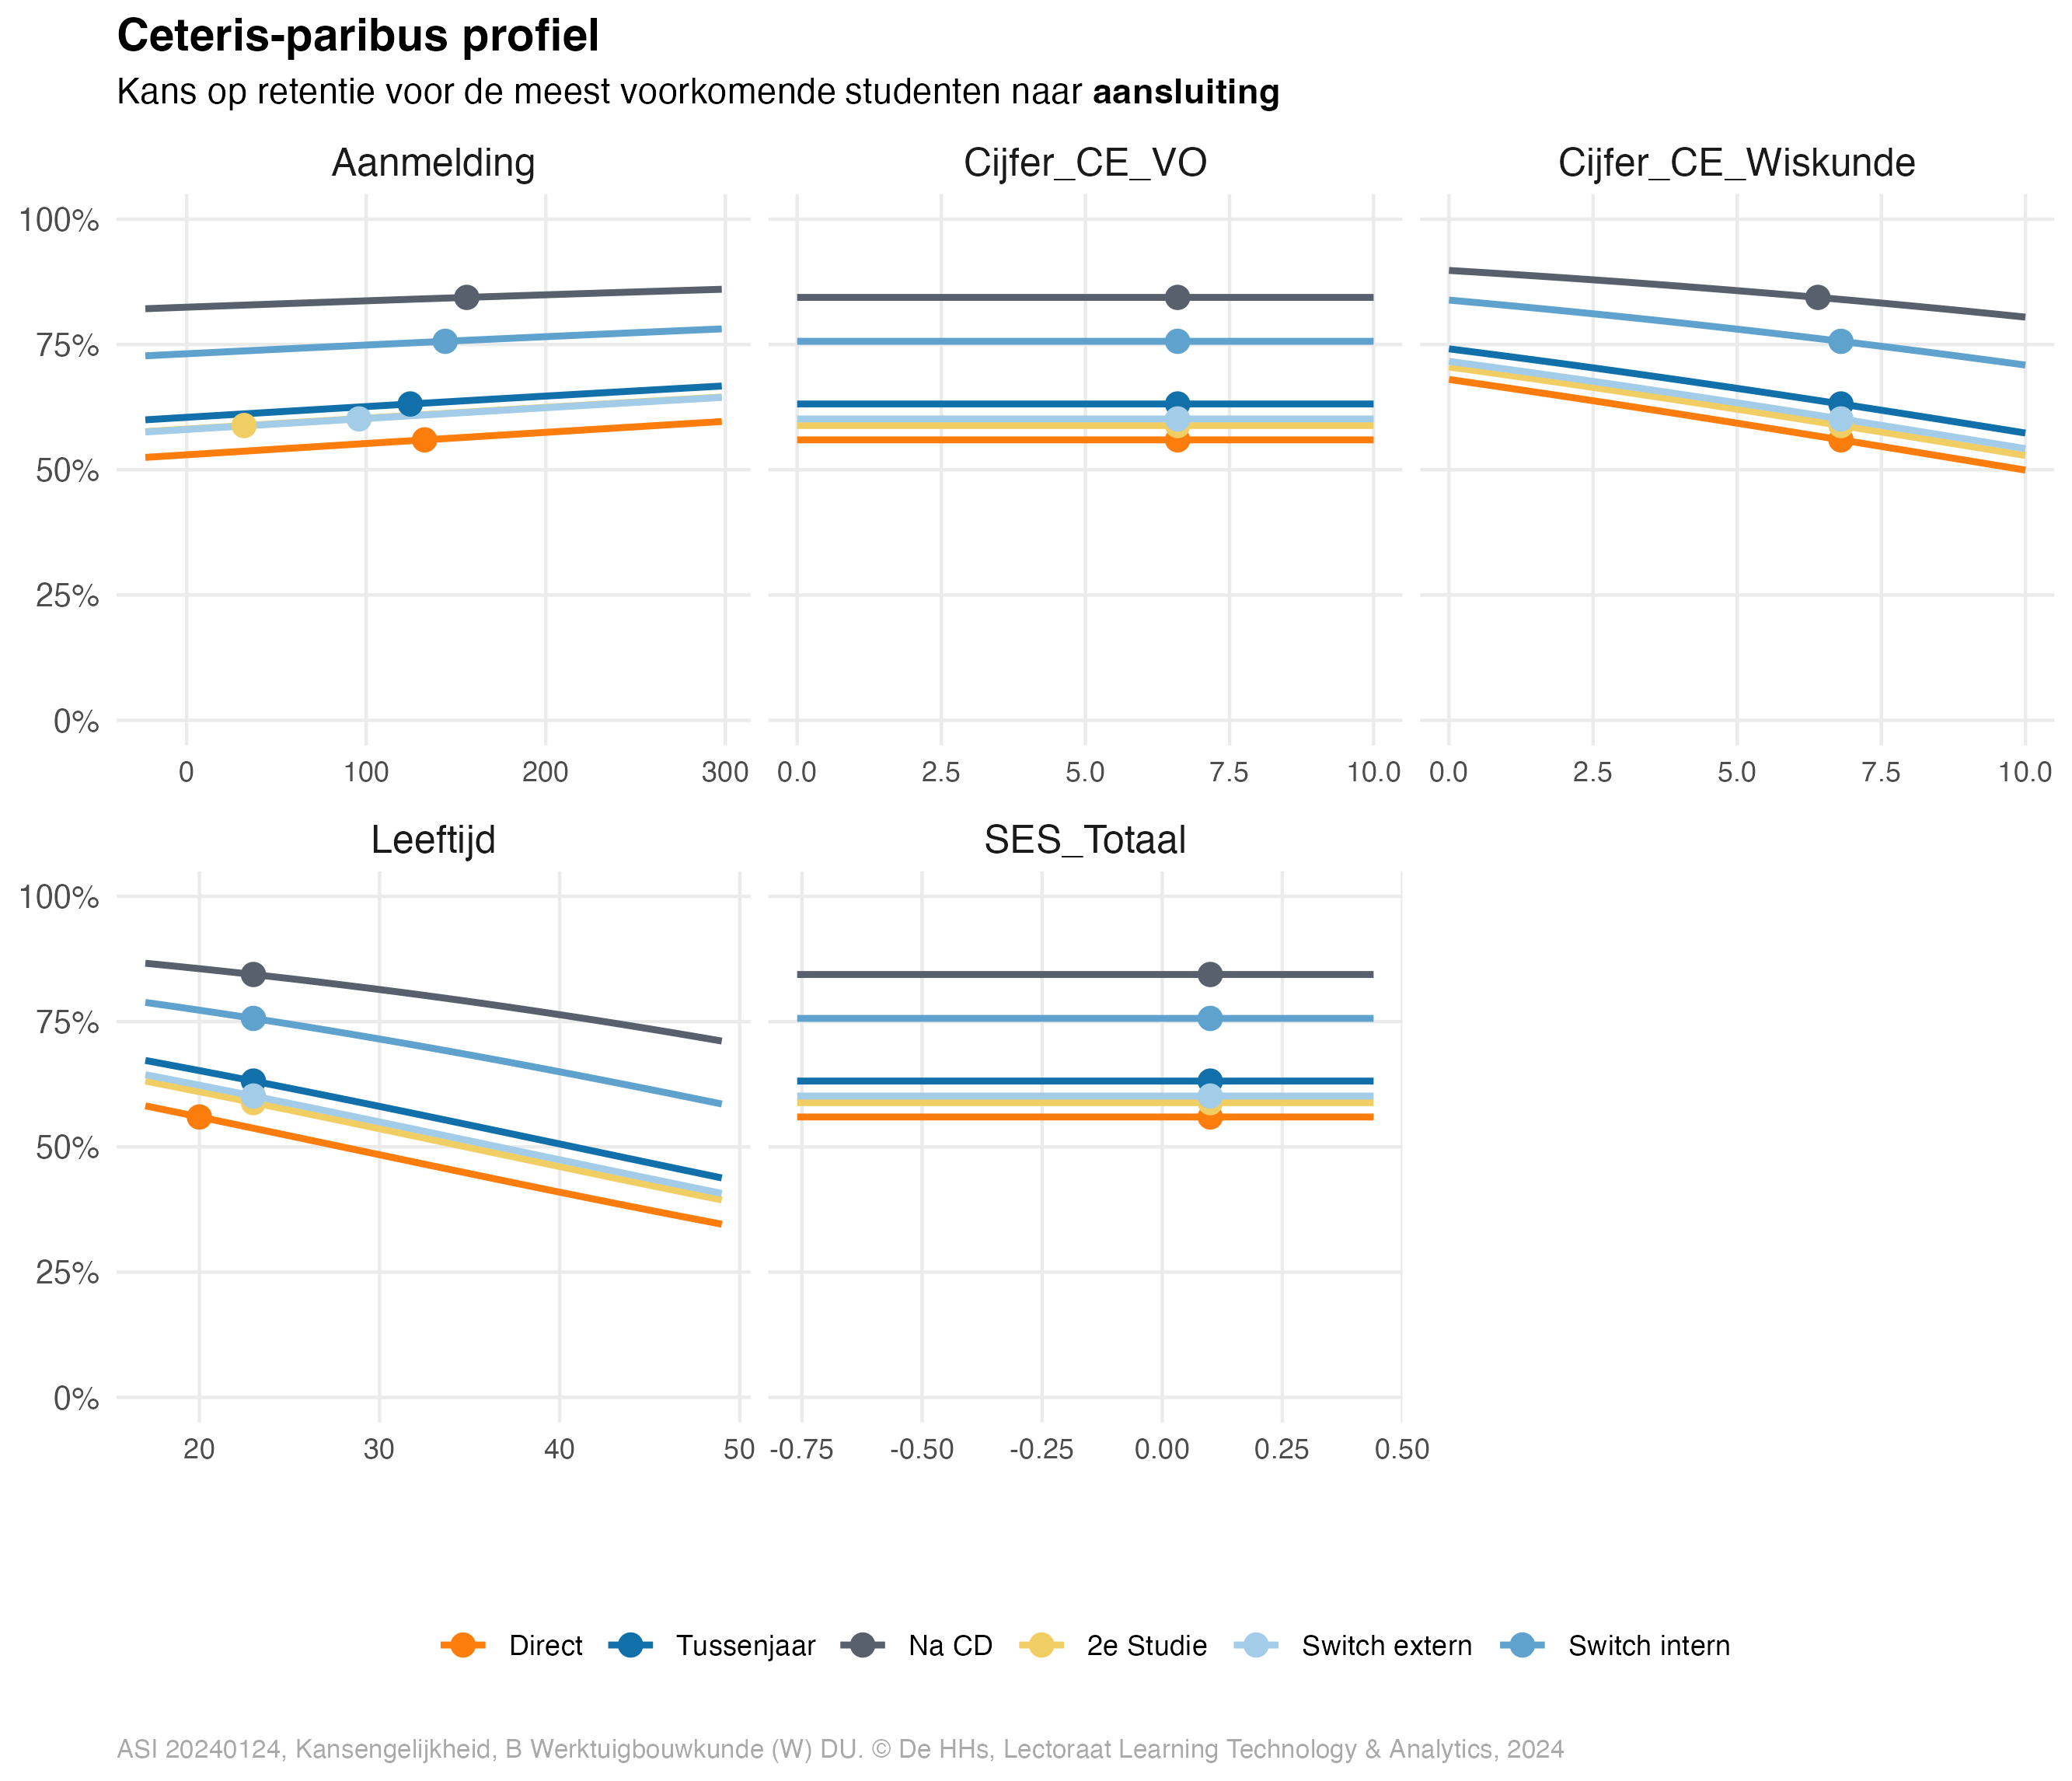 Ceteris-paribus profiel
Kans op retentie voor de meest voorkomende studenten naar aansluiting
Aanmelding
Cijfer_CE_VO
Cijfer_CE_Wiskunde
100%
75%
50%
25%
0%
0 100 200 300
0.0 2.5 5.0 7.5 10.0
0.0 2.5 5.0 7.5 10.0
Leeftijd
SES_Totaal
100%
75%
50%
25%
0%
20 30 40 50
-0.75 -0.50 -0.25 0.00 0.25 0.50
Direct Tussenjaar Na CD 2e Studie Switch extern Switch intern
ASI 20240124, Kansengelijkheid, B Werktuigbouwkunde (W) DU. © De HHs, Lectoraat Learning Technology & Analytics, 2024